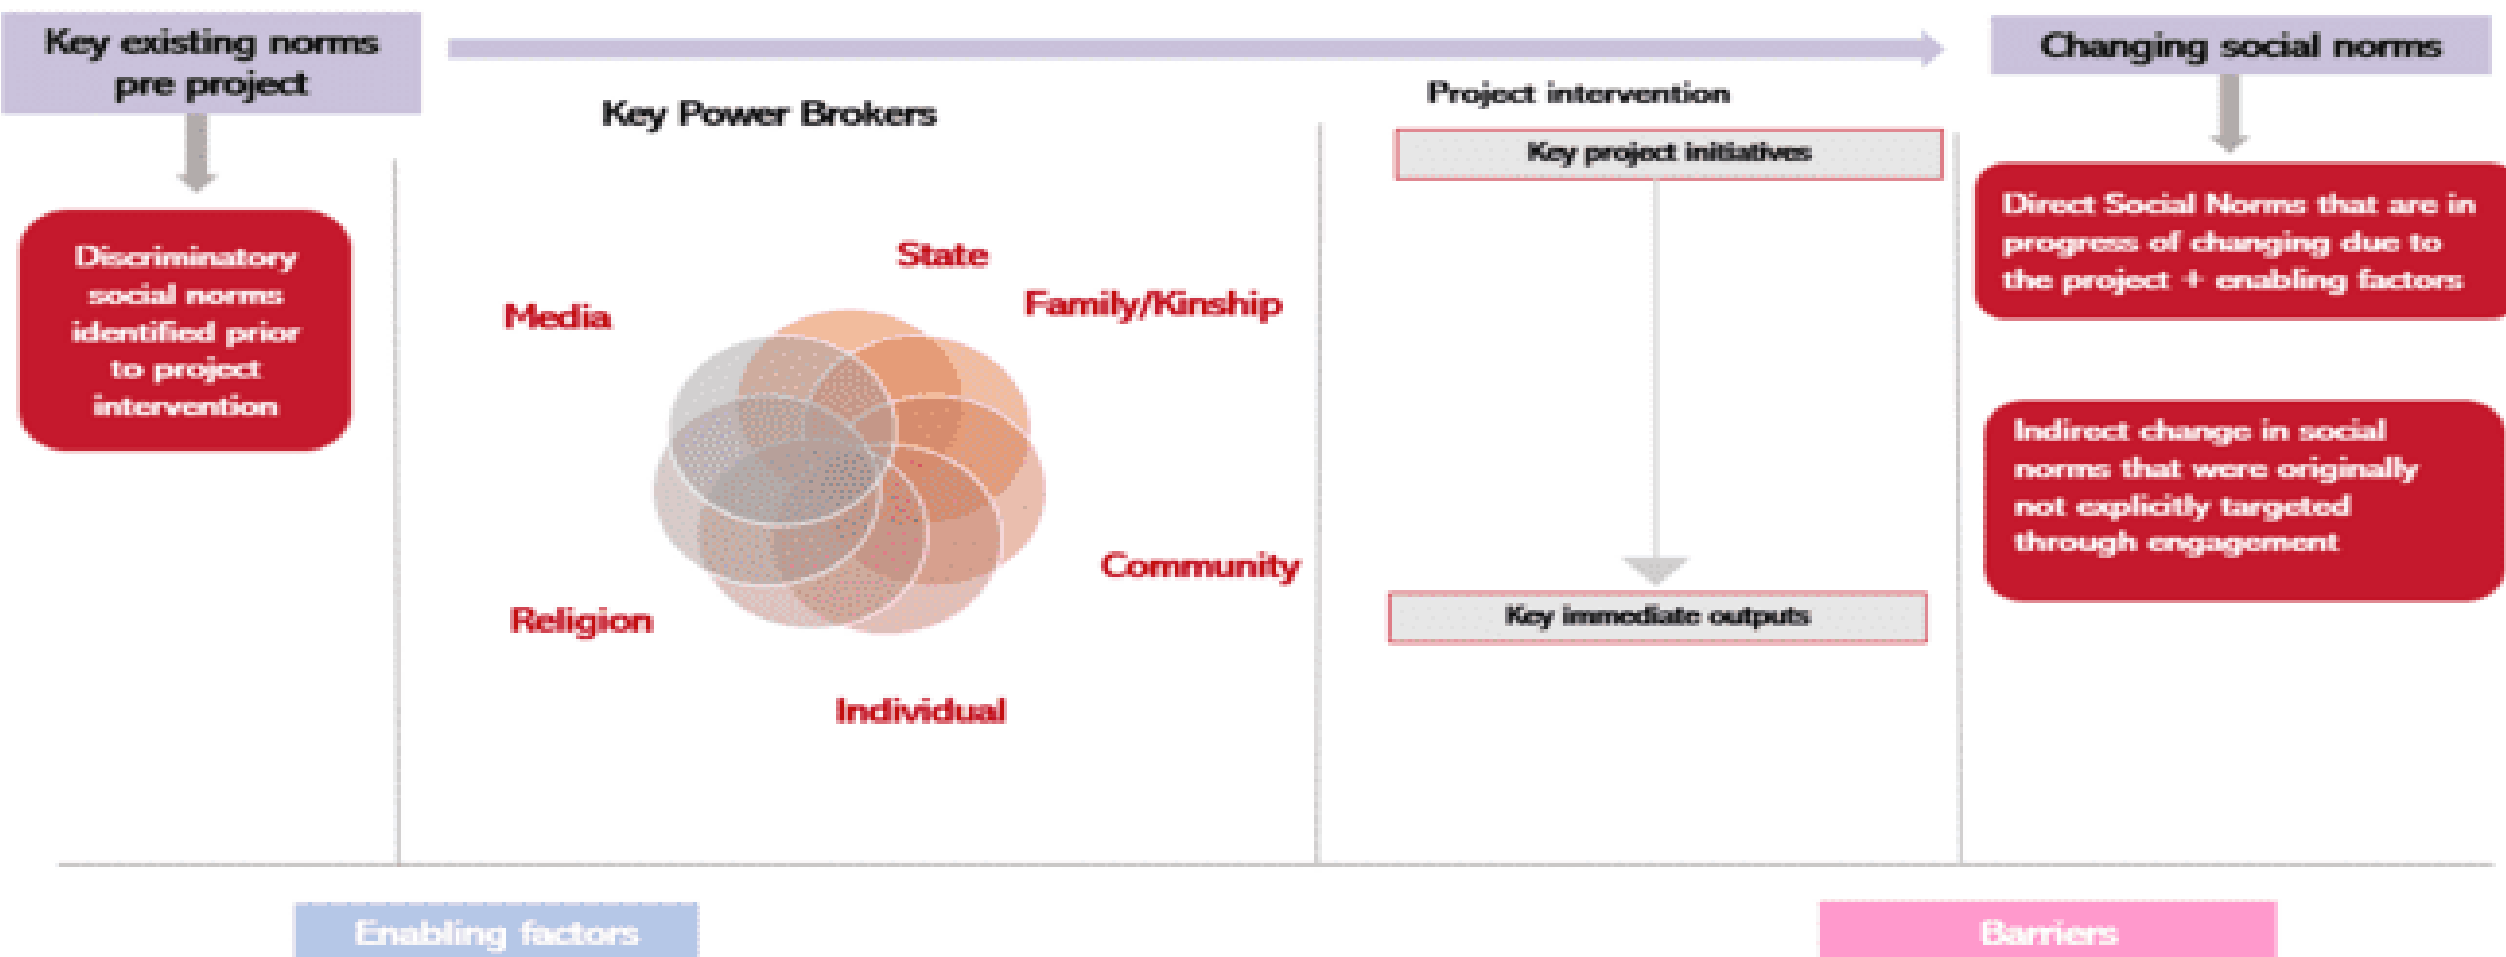 Key existing norms
pre project
Changing social norms
Key Power Brokers
Project intervention
Key project initiatives
Discriminatory
social norms
identified prior
to project
intervention
State
Family/Kinship
Media
Community
Religion
Individual
Key immediate outputs
Direct Social Norms that are in
progress of changing due to
the project + enabling factors
Indirect change in social
norms that were originally
not explicitly targeted
through engagement
Enabling factors
Barriers